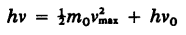 hν = ½m₀v²ₘₐₓ + hν₀